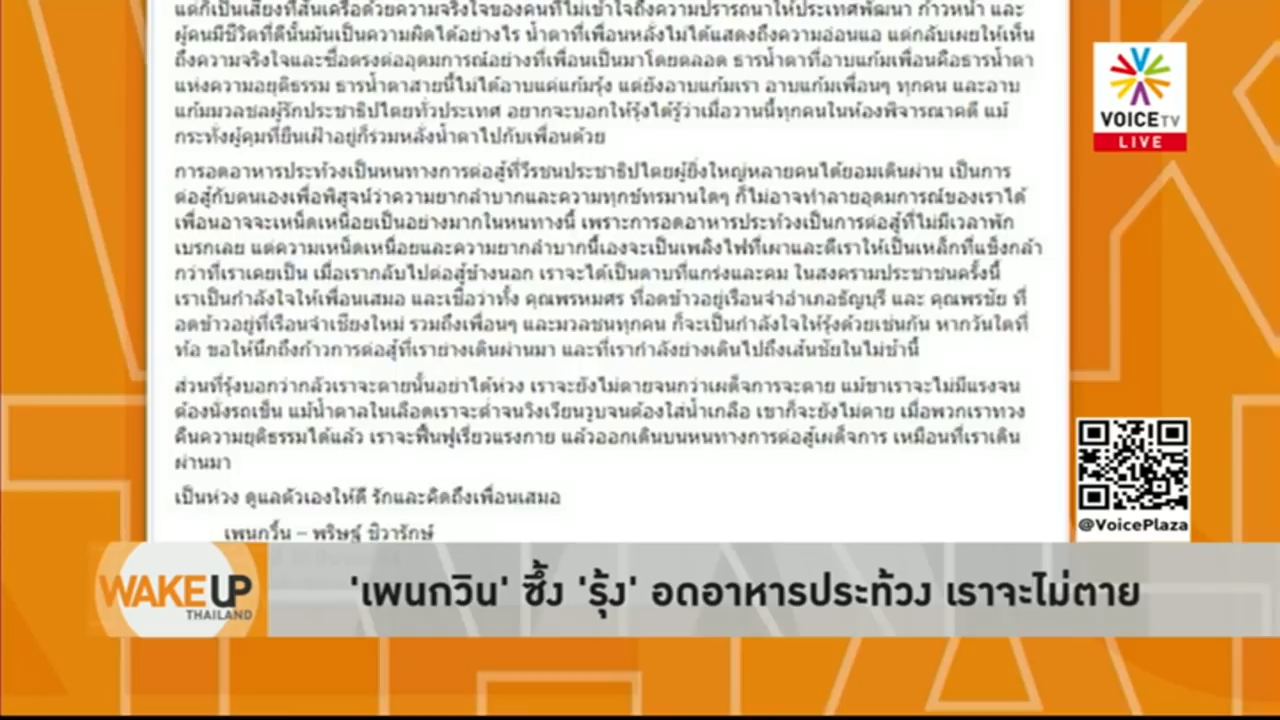 แต่ก็เป็นเสียงที่สั่นเครือด้วยความจริงใจของคนที่ไม่เข้าใจถึงความปรารถนาให้ประเทศพัฒนา ก้าวหน้า และ
ผู้คนมีชีวิตที่ดีนั้นมันเป็นความผิดได้อย่างไร น้ำตาที่เพื่อนหลั่งไม่ได้แสดงถึงความอ่อนแอ แต่กลับเผยให้เห็น
ถึงความจริงใจและซื่อตรงต่ออุดมการณ์อย่างที่เพื่อนเป็นมาโดยตลอด ธารน้ำตาที่อาบแก้มเพื่อนคือธารน้ำตา
แห่งความอยุติธรรม ธารน้ำตาสายนี้ไม่ได้อาบแค่แก้มรุ้ง แต่ยังอาบแก้มเรา อาบแก้มเพื่อนๆ ทุกคน และอาบ
แก้มมวลชลผู้รักประชาธิปไตยทั่วประเทศ อยากจะบอกให้รุ้งได้รู้ว่าเมื่อวานนี้ทุกคนในห้องพิจารณาคดี แม้
กระทั่งผู้คุมที่ยืนเฝ้าอยู่ก็ร่วมหลั่งน้ำตาไปกับเพื่อนด้วย
การอดอาหารประท้วงเป็นหนทางการต่อสู้ที่วีรชนประชาธิปไตยผู้ยิ่งใหญ่หลายคนได้ยอมเดินผ่าน เป็นการ
ต่อสู้กับตนเองเพื่อพิสูจน์ว่าความยากลำบากและความทุกข์ทรมานใดๆ ก็ไม่อาจทำลายอุดมการณ์ของเราได้
เพื่อนอาจจะเหน็ดเหนื่อยเป็นอย่างมากในหนทางนี้ เพราะการอดอาหารประท้วงเป็นการต่อสู้ที่ไม่มีเวลาพัก
เบรกเลย แต่ความเหน็ดเหนื่อยและความยากลำบากนี้เองจะเป็นเพลิงไฟที่เผาและตีเราให้เป็นเหล็กที่แข็งกล้า
กว่าที่เราเคยเป็น เมื่อเรากลับไปต่อสู้ข้างนอก เราจะได้เป็นดาบที่แกร่งและคม ในสงครามประชาชนครั้งนี้
เราเป็นกำลังใจให้เพื่อนเสมอ และเชื่อว่าทั้ง คุณพรหมศร ที่อดข้าวอยู่เรือนจำอำเภอธัญบุรี และ คุณพรชัย ที่
อดข้าวอยู่ที่เรือนจำเชียงใหม่ รวมถึงเพื่อนๆ และมวลชนทุกคน ก็จะเป็นกำลังใจให้รุ้งด้วยเช่นกัน หากวันใดที่
ท้อ ขอให้นึกถึงก้าวการต่อสู้ที่เราย่างเดินผ่านมา และที่เรากำลังย่างเดินไปถึงเส้นชัยในไม่ช้านี้
ส่วนที่รุ้งบอกว่ากลัวเราจะตายนั้นอย่าได้ห่วง เราจะยังไม่ตายจนกว่าเผด็จการจะตาย แม้ขาเราจะไม่มีแรงจน
ต้องนั่งรถเข็น แม้น้ำตาลในเลือดเราจะต่ำจนวิงเวียนวูบจนต้องใส่น้ำเกลือ เขาก็จะยังไม่ตาย เมื่อพวกเราทวง
คืนความยุติธรรมได้แล้ว เราจะฟื้นฟูเรี่ยวแรงกาย แล้วออกเดินบนหนทางการต่อสู้เผด็จการ เหมือนที่เราเดิน
ผ่านมา
เป็นห่วง ดูแลตัวเองให้ดี รักและคิดถึงเพื่อนเสมอ
เพนกวิ้น – พริษฐ์ ชิวารักษ์
VOICE TV
LIVE
@VoicePlaza
WAKE UP
THAILAND
'เพนกวิน' ซึ้ง 'รุ้ง' อดอาหารประท้วง เราจะไม่ตาย